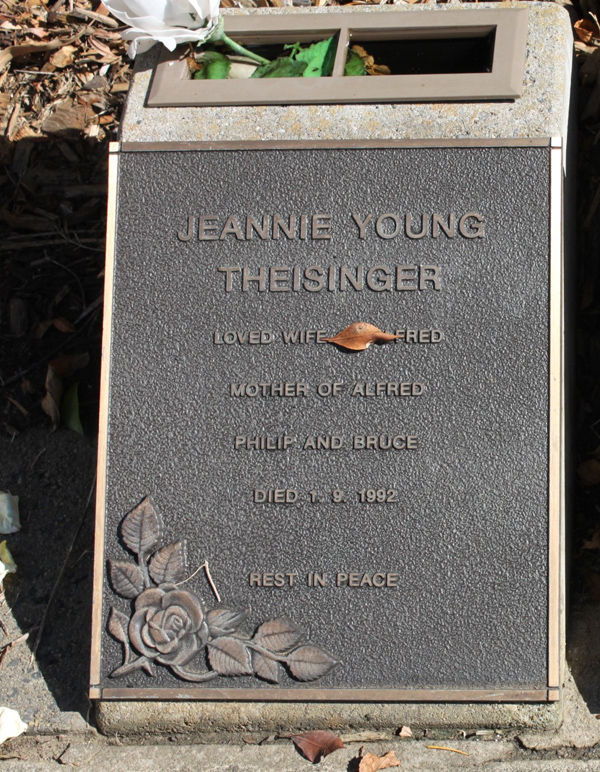 JEANNIE YOUNG
THEISINGER
LOVED WIFE FRED
MOTHER OF ALFRED
PHILIP AND BRUCE
DIED 1. 9. 1992
REST IN PEACE